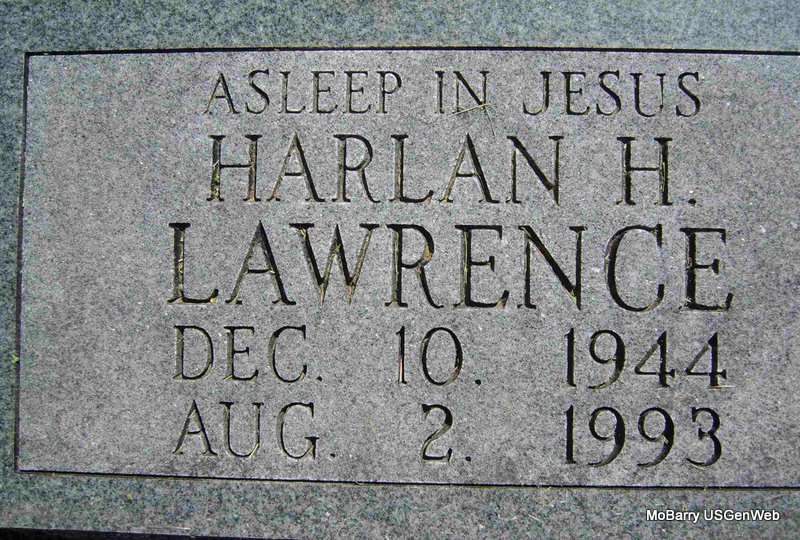 ASLEEP IN JESUS
HARLAN H.
LAWRENCE
DEC. 10. 1944
AUG. 2. 1993
MoBarry USGenWeb